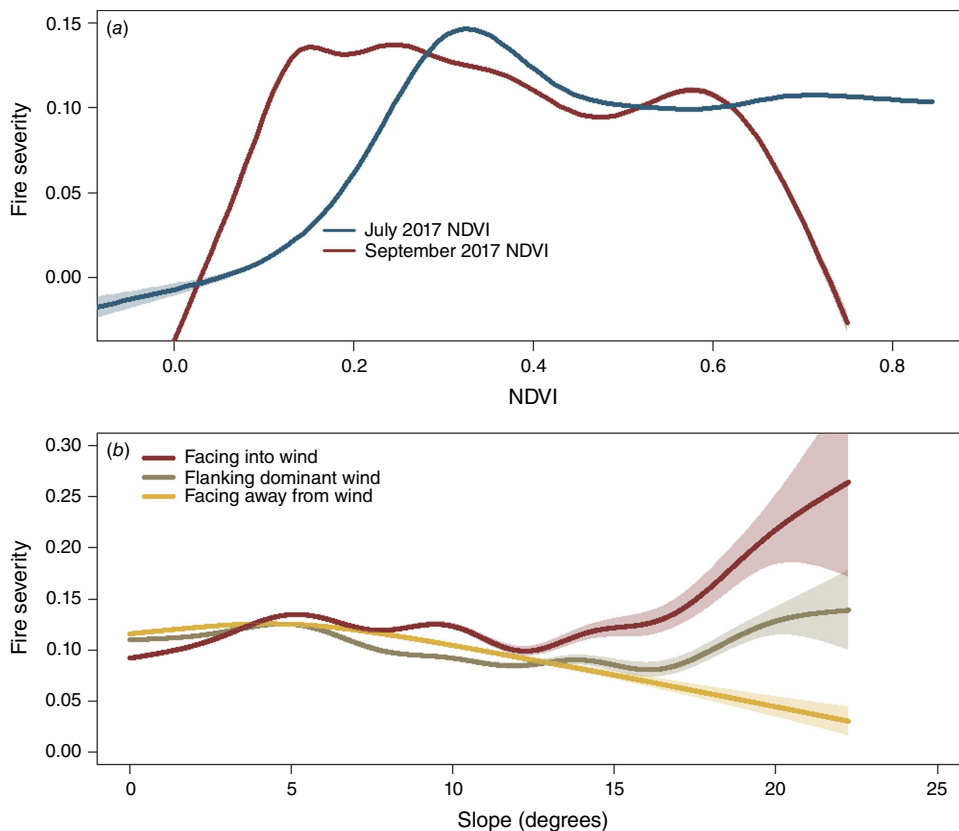 (a)
0.15
0.10
0.05
0.00
Fire severity
July 2017 NDVI
September 2017 NDVI
0.0 0.2 0.4 0.6 0.8
NDVI
(b)
0.30
0.25
0.20
0.15
0.10
0.05
0.00
Fire severity
Facing into wind
Flanking dominant wind
Facing away from wind
0 5 10 15 20 25
Slope (degrees)